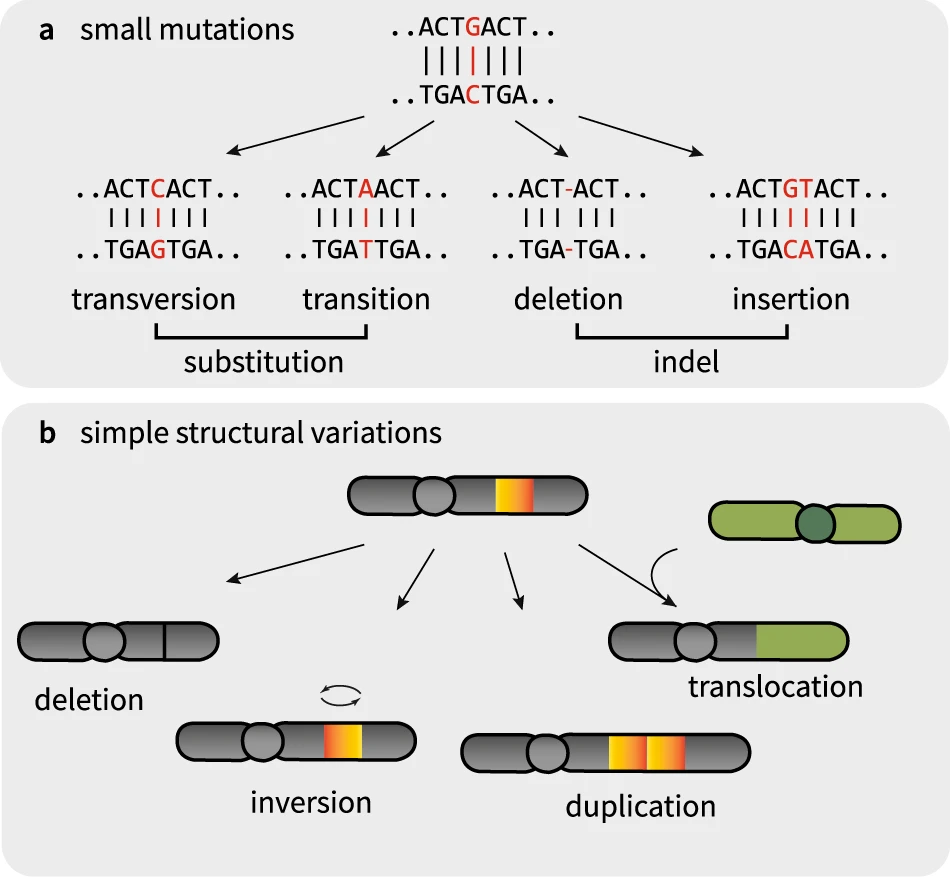 a small mutations
..ACTGACT..
|||||||
..TGACTGA..
..ACTCACT.. ..ACTAACT.. ..ACT-ACT.. ..ACTGTACT..
||||||| ||||||| ||| ||| ||||||||
..TGAGTGA.. ..TGATTGA.. ..TGA-TGA.. ..TGACATGA..
transversion transition deletion insertion
substitution indel
b simple structural variations
deletion
translocation
inversion
duplication